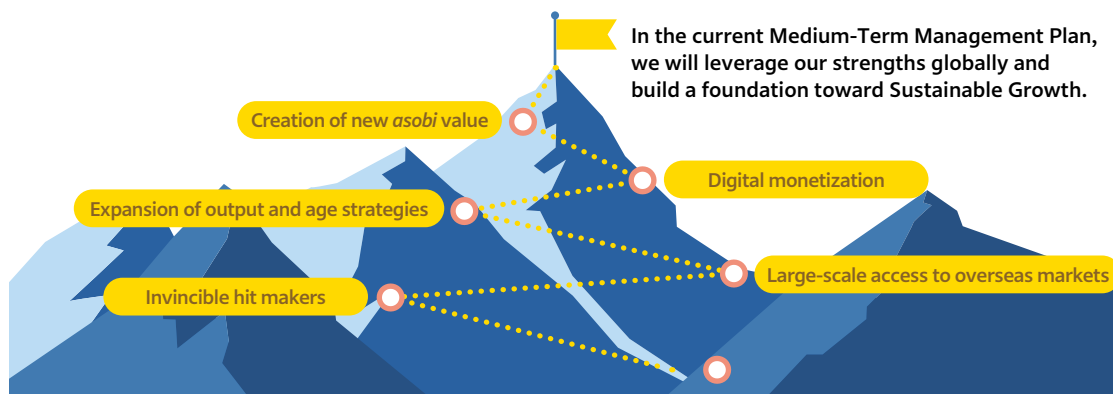 In the current Medium-Term Management Plan,
we will leverage our strengths globally and
build a foundation toward Sustainable Growth.
Creation of new asobi value
Digital monetization
Expansion of output and age strategies
Large-scale access to overseas markets
Invincible hit makers